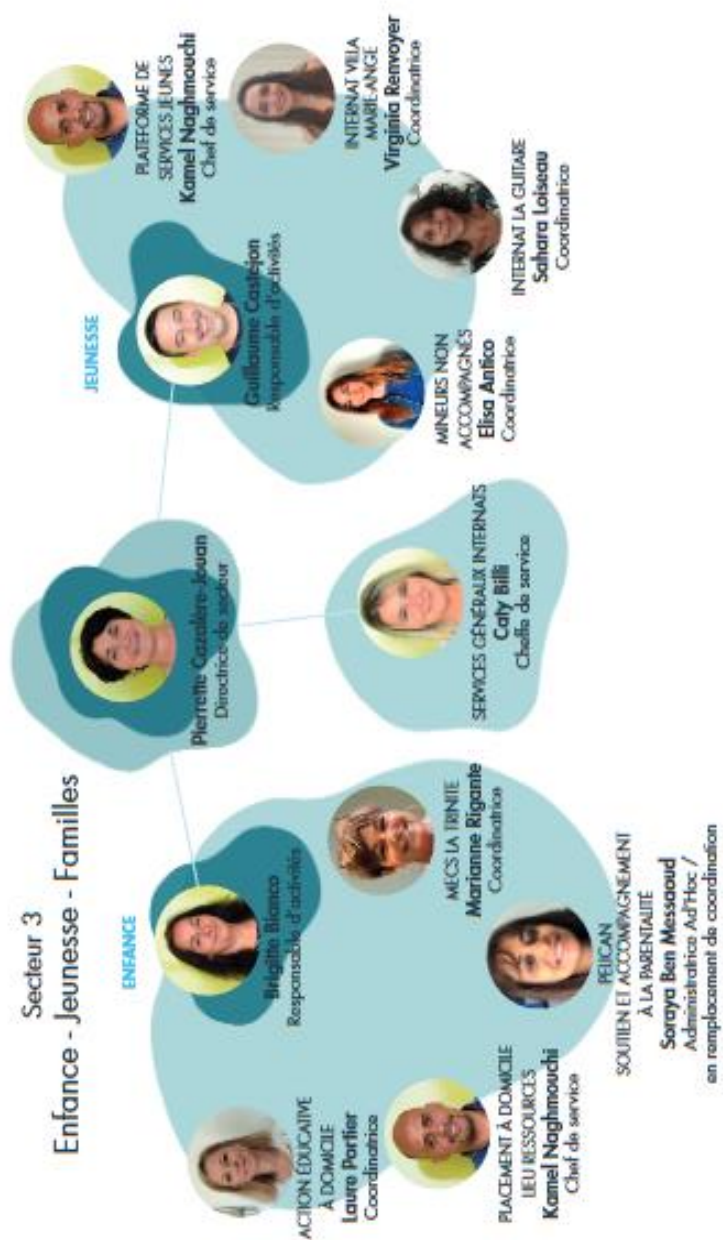 Secteur 3
Enfance - Jeunesse - Familles
Pierrette Cazalère-Jouan
Directrice de secteur
ENFANCE
Brigitte Bianco
Responsable d'activités
ACTION ÉDUCATIVE
À DOMICILE
Laure Portier
Coordinatrice
PLACEMENT À DOMICILE
LIEU RESSOURCES
Kamel Naghmouchi
Chef de service
PELICAN
SOUTIEN ET ACCOMPAGNEMENT
À LA PARENTALITÉ
Soraya Ben Messaoud
Administratrice Ad'Hoc /
en remplacement de coordination
MECS LA TRINITE
Marianne Rigante
Coordinatrice
SERVICES GÉNÉRAUX INTERNATS
Caty Billi
Cheffe de service
JEUNESSE
Guillaume Castejon
Responsable d'activités
MINEURS NON
ACCOMPAGNÉS
Elisa Antico
Coordinatrice
INTERNAT LA GUITARE
Sahara Loiseau
Coordinatrice
INTERNAT VILLA
MARIE-ANGE
Virginia Renvoyer
Coordinatrice
PLATEFORME DE
SERVICES JEUNES
Kamel Naghmouchi
Chef de service